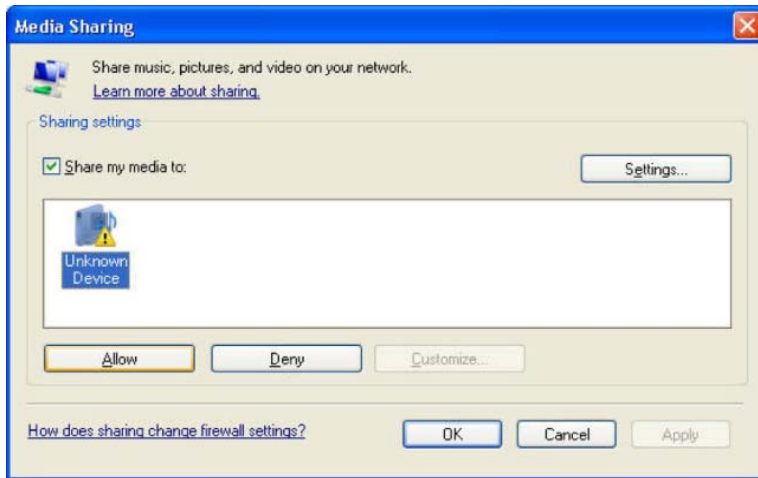 Media Sharing
Share music, pictures, and video on your network.
Learn more about sharing.
Sharing settings
Share my media to:
Settings...
Unknown
Device
Allow
Deny
Customize...
How does sharing change firewall settings?
OK
Cancel
Apply